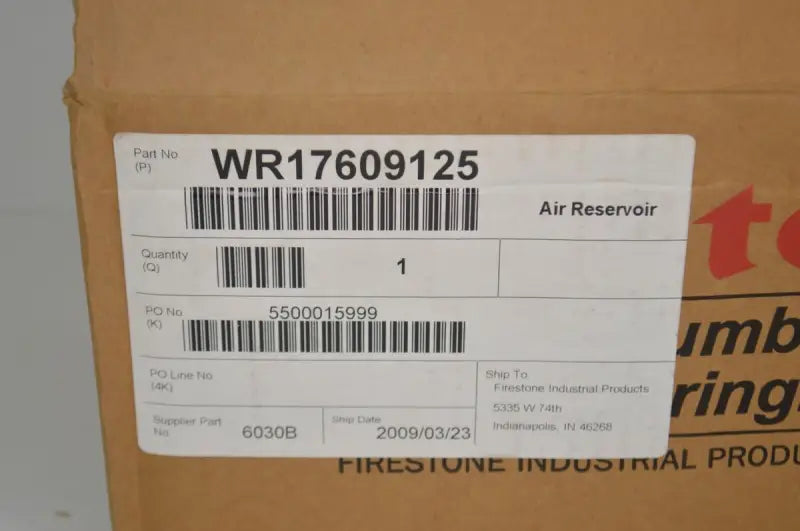 Part No.
(P)
WR17609125
Air Reservoir
Quantity
(Q)
1
PO No.
(K)
5500015999
PO Line No
(4K)
Ship To
Firestone Industrial Products
5335 W 74th
Indianapolis, IN 46268
Supplier Part
No
6030B
Ship Date
2009/03/23
FIRESTONE INDUSTRIAL PRODU